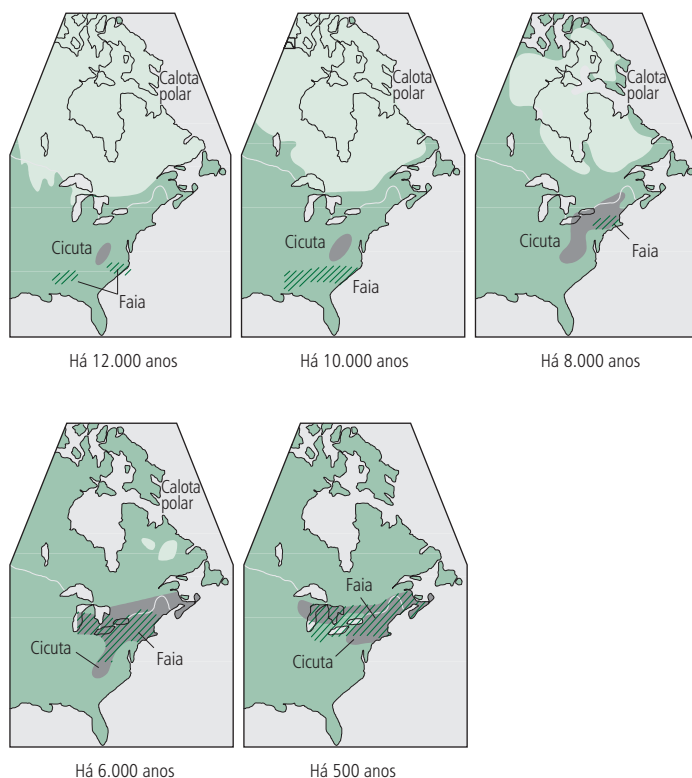 Calota
polar
Cicuta
Faia
Há 12.000 anos
Calota
polar
Cicuta
Faia
Há 10.000 anos
Calota
polar
Cicuta
Faia
Há 8.000 anos
Calota
polar
Cicuta
Faia
Há 6.000 anos
Faia
Cicuta
Há 500 anos